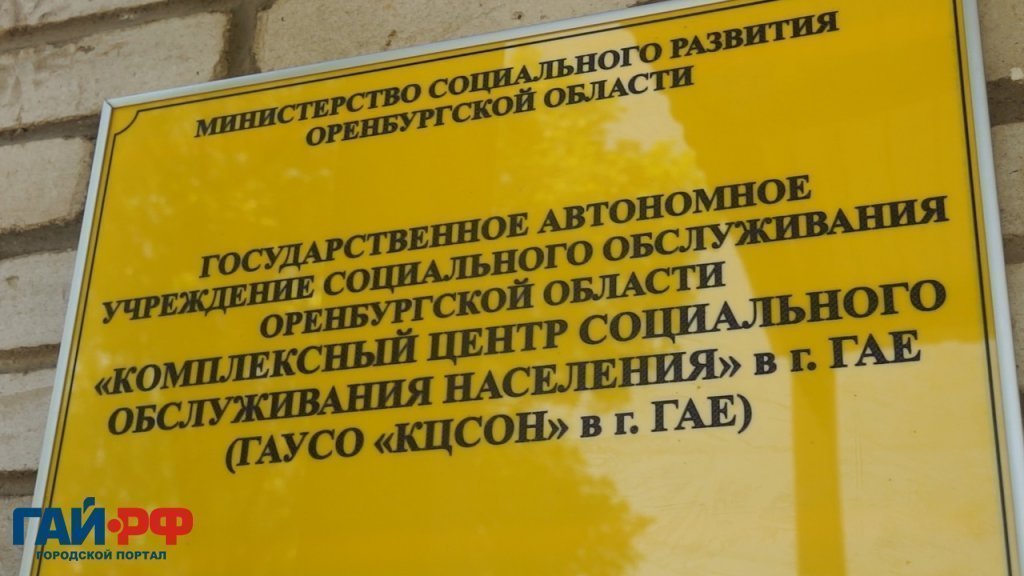 МИНИСТЕРСТВО СОЦИАЛЬНОГО РАЗВИТИЯ
ОРЕНБУРГСКОЙ ОБЛАСТИ
ГОСУДАРСТВЕННОЕ АВТОНОМНОЕ
УЧРЕЖДЕНИЕ СОЦИАЛЬНОГО ОБСЛУЖИВАНИЯ
ОРЕНБУРГСКОЙ ОБЛАСТИ
«КОМПЛЕКСНЫЙ ЦЕНТР СОЦИАЛЬНОГО
ОБСЛУЖИВАНИЯ НАСЕЛЕНИЯ» в г. ГАЕ
(ГАУСО «КЦСОН» в г. ГАЕ)
ГАЙ•РФ
ГОРОДСКОЙ ПОРТАЛ